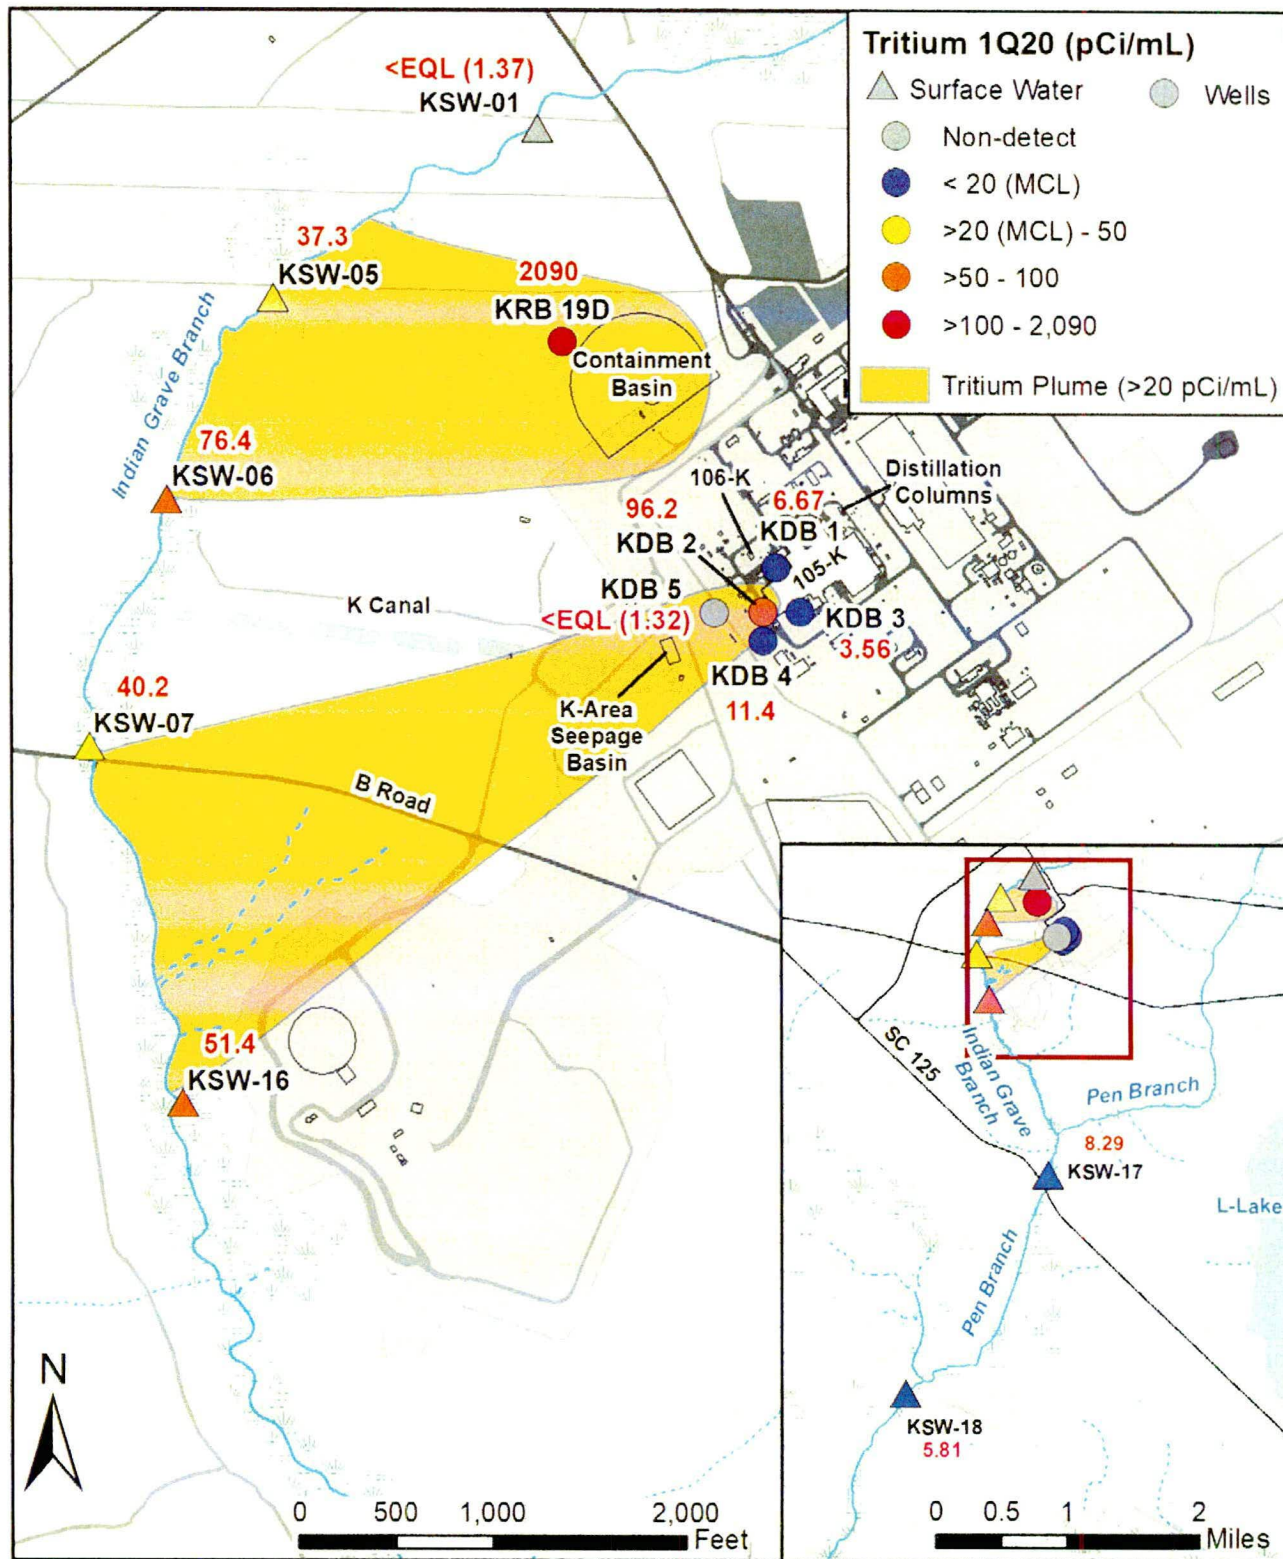 Tritium 1Q20 (pCi/mL)
Surface Water
Wells
Non-detect
< 20 (MCL)
>20 (MCL) - 50
>50 - 100
>100 - 2,090
Tritium Plume (>20 pCi/mL)
<EQL (1.37)
KSW-01
37.3
KSW-05
2090
KRB 19D
Containment
Basin
Indian Grave Branch
76.4
KSW-06
106-K
Distillation
Columns
96.2
KDB 2
6.67
KDB 1
105-K
K Canal
KDB 5
<EQL (1.32)
KDB 3
3.56
KDB 4
11.4
K-Area
Seepage
Basin
40.2
KSW-07
B Road
51.4
KSW-16
N
0 500 1,000 2,000
Feet
SC 125
Indian Grave
Branch
Pen Branch
8.29
KSW-17
L-Lake
Pen Branch
KSW-18
5.81
0 0.5 1 2
Miles